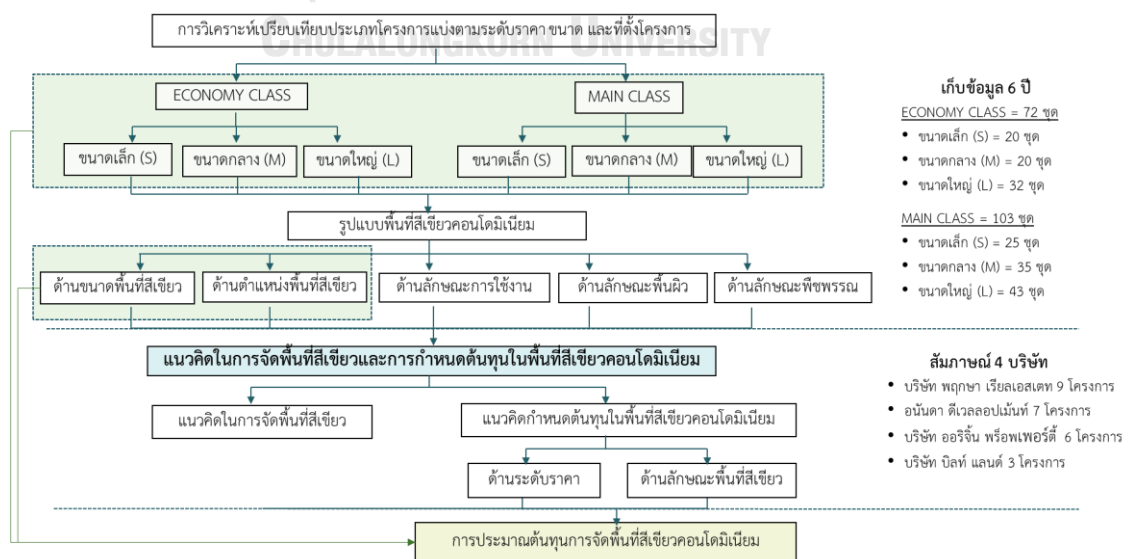 การวิเคราะห์เปรียบเทียบประเภทโครงการแบ่งตามระดับราคา ขนาด และที่ตั้งโครงการ
CHULALONGKORN UNIVERSITY
ECONOMY CLASS
MAIN CLASS
ขนาดเล็ก (S)
ขนาดกลาง (M)
ขนาดใหญ่ (L)
ขนาดเล็ก (S)
ขนาดกลาง (M)
ขนาดใหญ่ (L)
เก็บข้อมูล 6 ปี
ECONOMY CLASS = 72 ชุด
• ขนาดเล็ก (S) = 20 ชุด
• ขนาดกลาง (M) = 20 ชุด
• ขนาดใหญ่ (L) = 32 ชุด
MAIN CLASS = 103 ชุด
• ขนาดเล็ก (S) = 25 ชุด
• ขนาดกลาง (M) = 35 ชุด
• ขนาดใหญ่ (L) = 43 ชุด
รูปแบบพื้นที่สีเขียวคอนโดมิเนียม
ด้านขนาดพื้นที่สีเขียว
ด้านตำแหน่งพื้นที่สีเขียว
ด้านลักษณะการใช้งาน
ด้านลักษณะพื้นผิว
ด้านลักษณะพืชพรรณ
แนวคิดในการจัดพื้นที่สีเขียวและการกำหนดต้นทุนในพื้นที่สีเขียวคอนโดมิเนียม
แนวคิดในการจัดพื้นที่สีเขียว
แนวคิดกำหนดต้นทุนในพื้นที่สีเขียวคอนโดมิเนียม
ด้านระดับราคา
ด้านลักษณะพื้นที่สีเขียว
สัมภาษณ์ 4 บริษัท
• บริษัท พฤกษา เรียลเอสเตท 9 โครงการ
• อนันดา ดีเวลลอปเม้นท์ 7 โครงการ
• บริษัท ออริจิ้น พร็อพเพอร์ตี้ 6 โครงการ
• บริษัท บิลท์ แลนด์ 3 โครงการ
การประมาณต้นทุนการจัดพื้นที่สีเขียวคอนโดมิเนียม